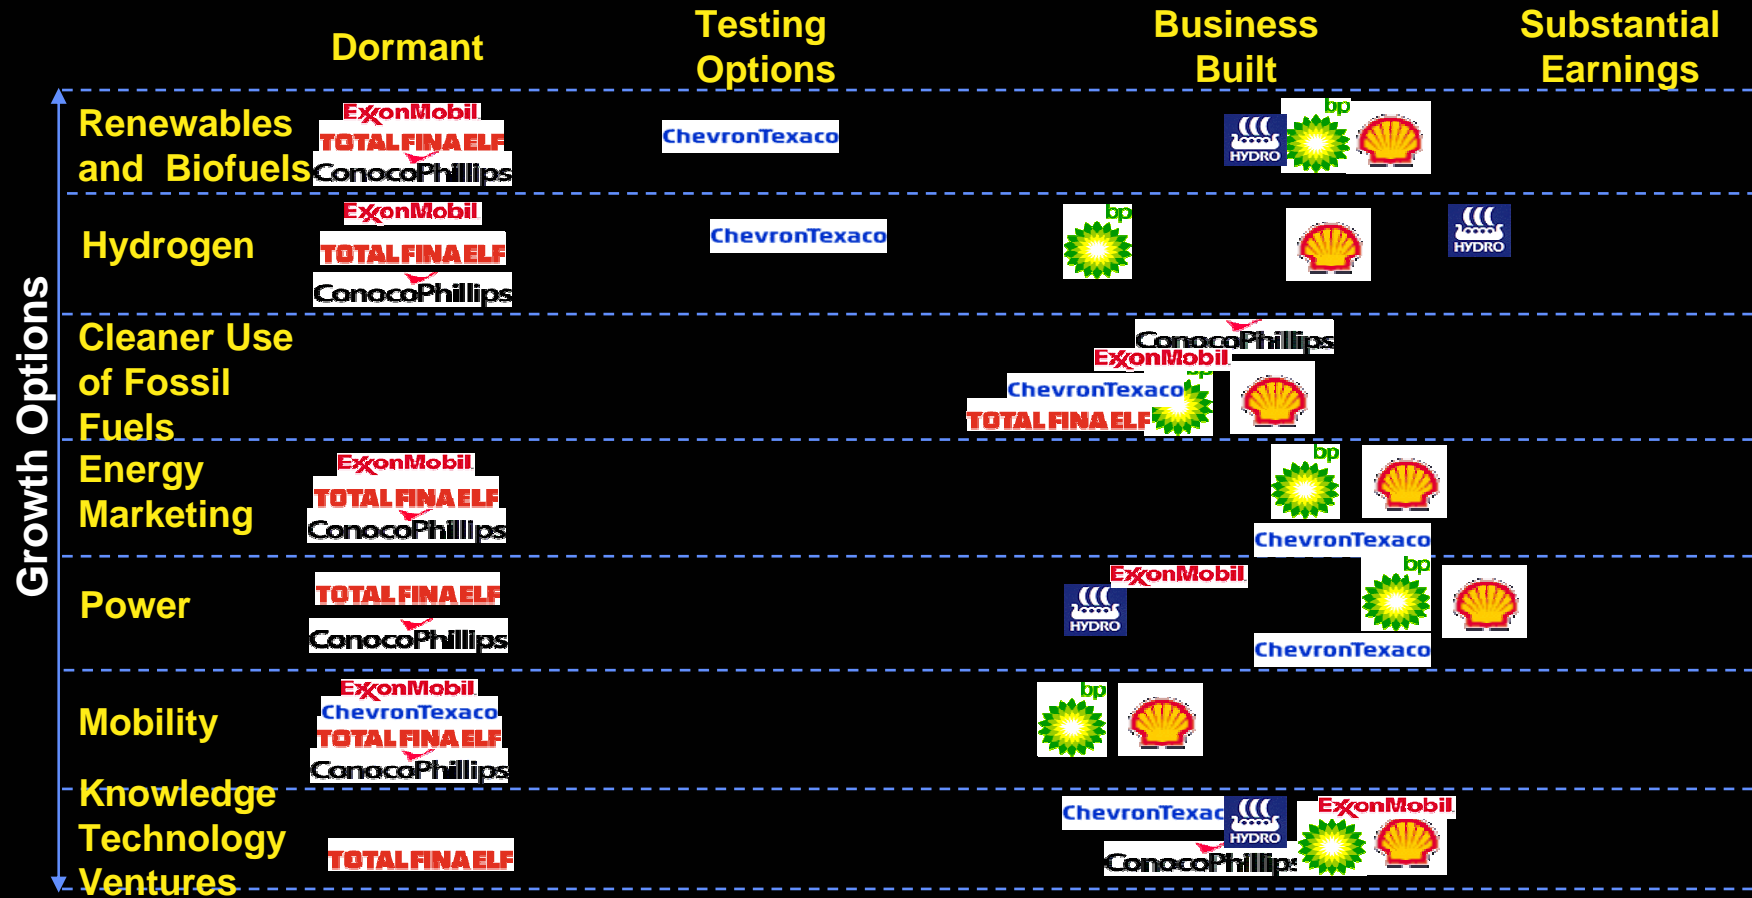 Dormant
Testing
Options
Business
Built
Substantial
Earnings
Growth Options
Renewables
and Biofuels
ExxonMobil
TOTAL FINA ELF
ConocoPhillips
ChevronTexaco
HYDRO
bp
Hydrogen
ExxonMobil
TOTAL FINA ELF
ConocoPhillips
ChevronTexaco
bp
HYDRO
Cleaner Use
of Fossil
Fuels
ConocoPhillips
ExxonMobil
bp
ChevronTexaco
TOTAL FINA ELF
Energy
Marketing
ExxonMobil
TOTAL FINA ELF
ConocoPhillips
bp
ChevronTexaco
Power
TOTAL FINA ELF
ConocoPhillips
ExxonMobil
HYDRO
bp
ChevronTexaco
Mobility
ExxonMobil
ChevronTexaco
TOTAL FINA ELF
ConocoPhillips
bp
Knowledge
Technology
Ventures
TOTAL FINA ELF
ChevronTexac
HYDRO
ConocoPhillips
ExxonMobil